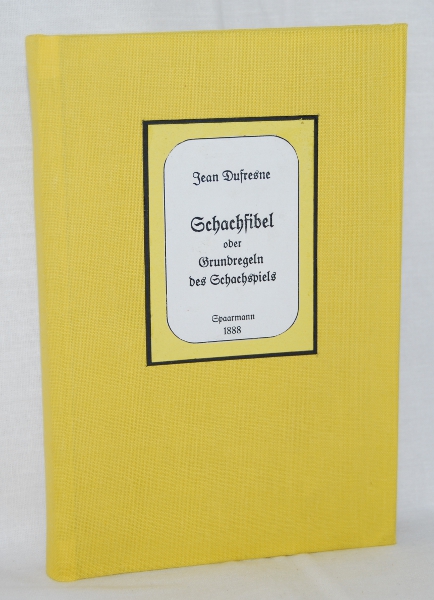 Jean Dufresne
Schachfibel
oder
Grundregeln
des Schachspiels
Spaarmann
1888